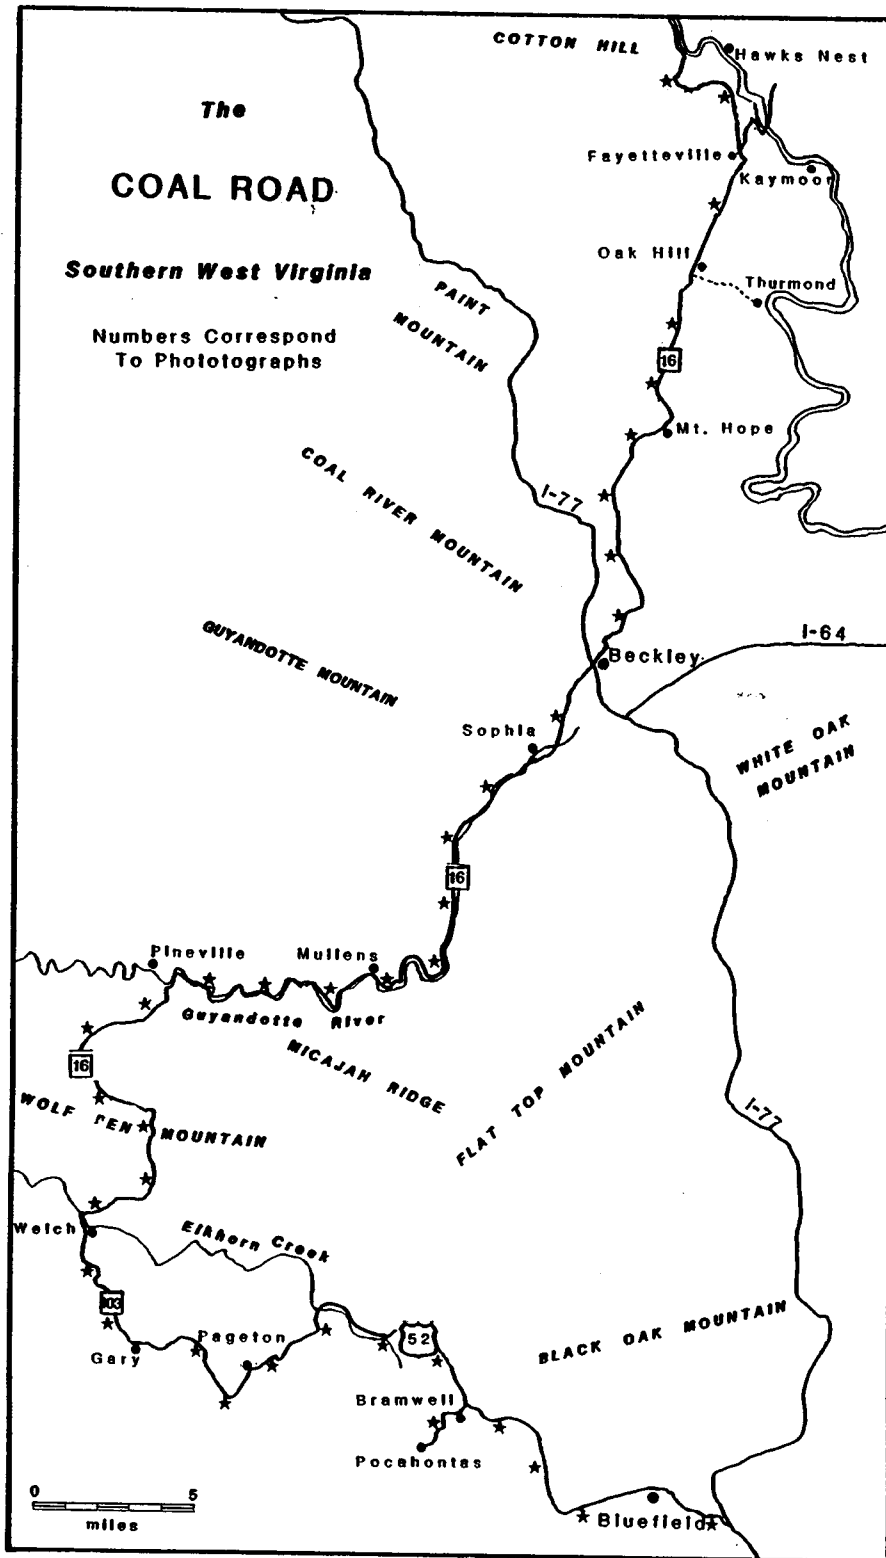 The
COAL ROAD
Southern West Virginia
Numbers Correspond
To Phototographs
COTTON HILL
Hawks Nest
Fayetteville
Kaymoor
Oak Hill
Thurmond
PAINT
MOUNTAIN
16
Mt. Hope
COAL RIVER MOUNTAIN
I-77
GUYANDOTTE MOUNTAIN
I-64
Beckley
Sophia
WHITE OAK
MOUNTAIN
16
Pineville
Mullens
Guyandotte River
16
MICAJAH RIDGE
FLAT TOP MOUNTAIN
WOLF PEN MOUNTAIN
I-77
Welch
Elkhorn Creek
103
Gary
Pageton
52
BLACK OAK MOUNTAIN
Bramwell
Pocahontas
Bluefield
0 5
miles